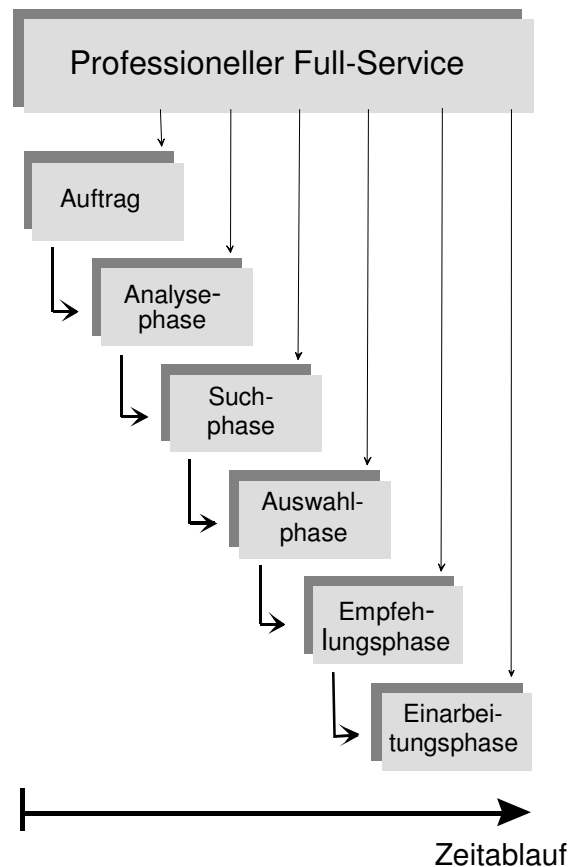 Professioneller Full-Service
Auftrag
Analyse-
phase
Such-
phase
Auswahl-
phase
Empfeh-
lungsphase
Einarbei-
tungsphase
Zeitablauf